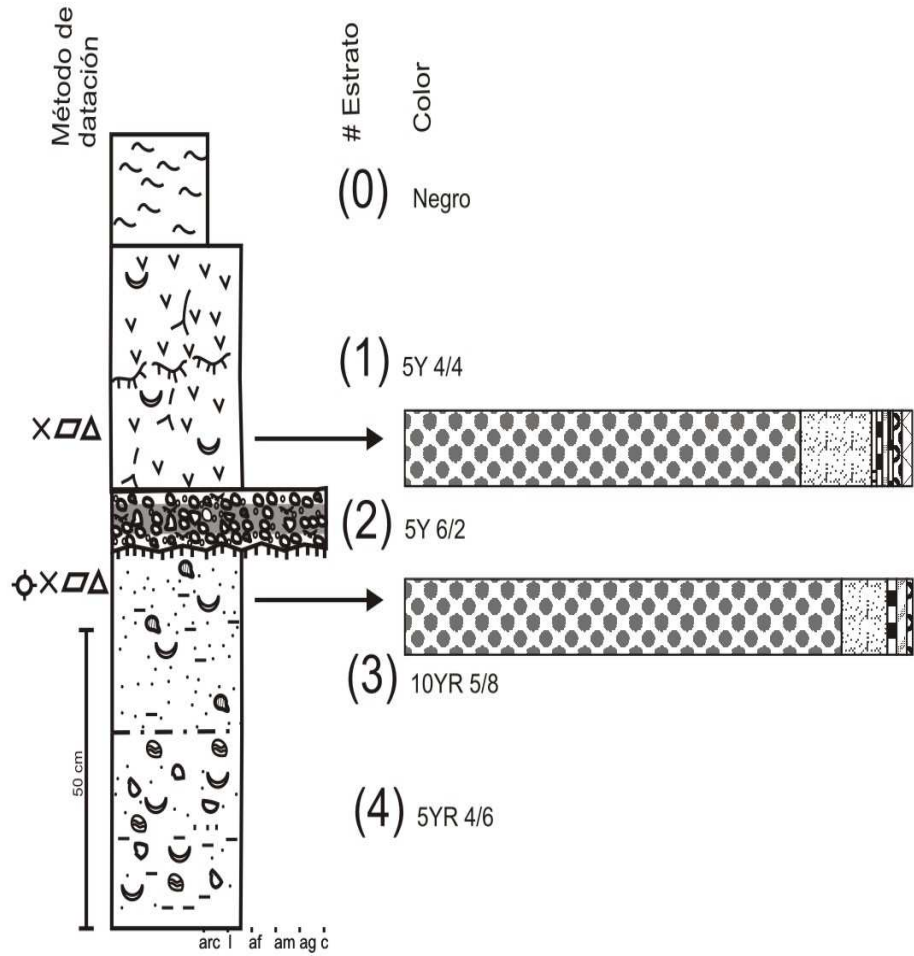 Método de
datación
# Estrato
Color
(0) Negro
(1) 5Y 4/4
(2) 5Y 6/2
(3) 10YR 5/8
(4) 5YR 4/6
50 cm
arc l af am ag c